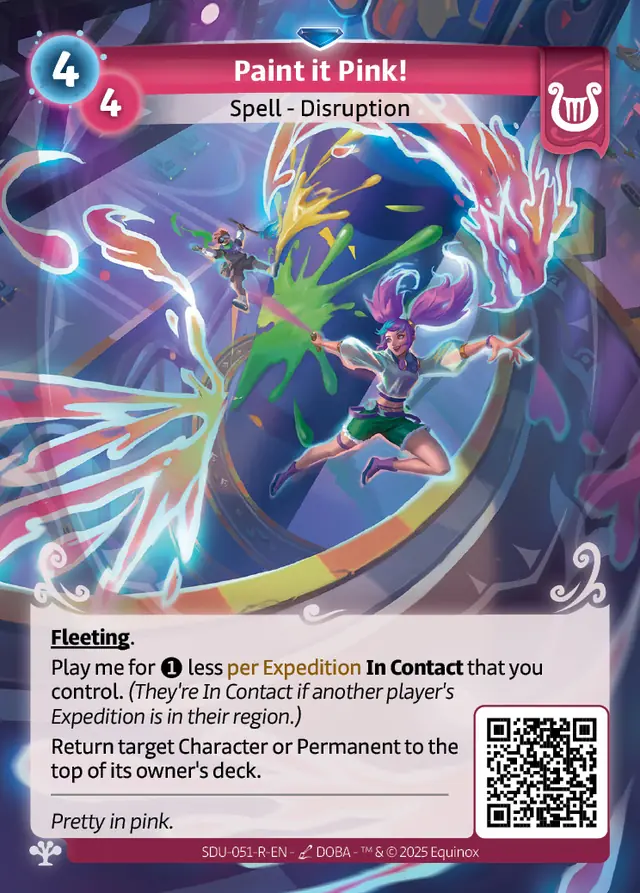 4
Paint it Pink!
4
Spell - Disruption
Fleeting.
Play me for 1 less per Expedition In Contact that you
control. (They're In Contact if another player's
Expedition is in their region.)
Return target Character or Permanent to the
top of its owner's deck.
Pretty in pink.
SDU-051-R-EN - DOBA - ™ & © 2025 Equinox